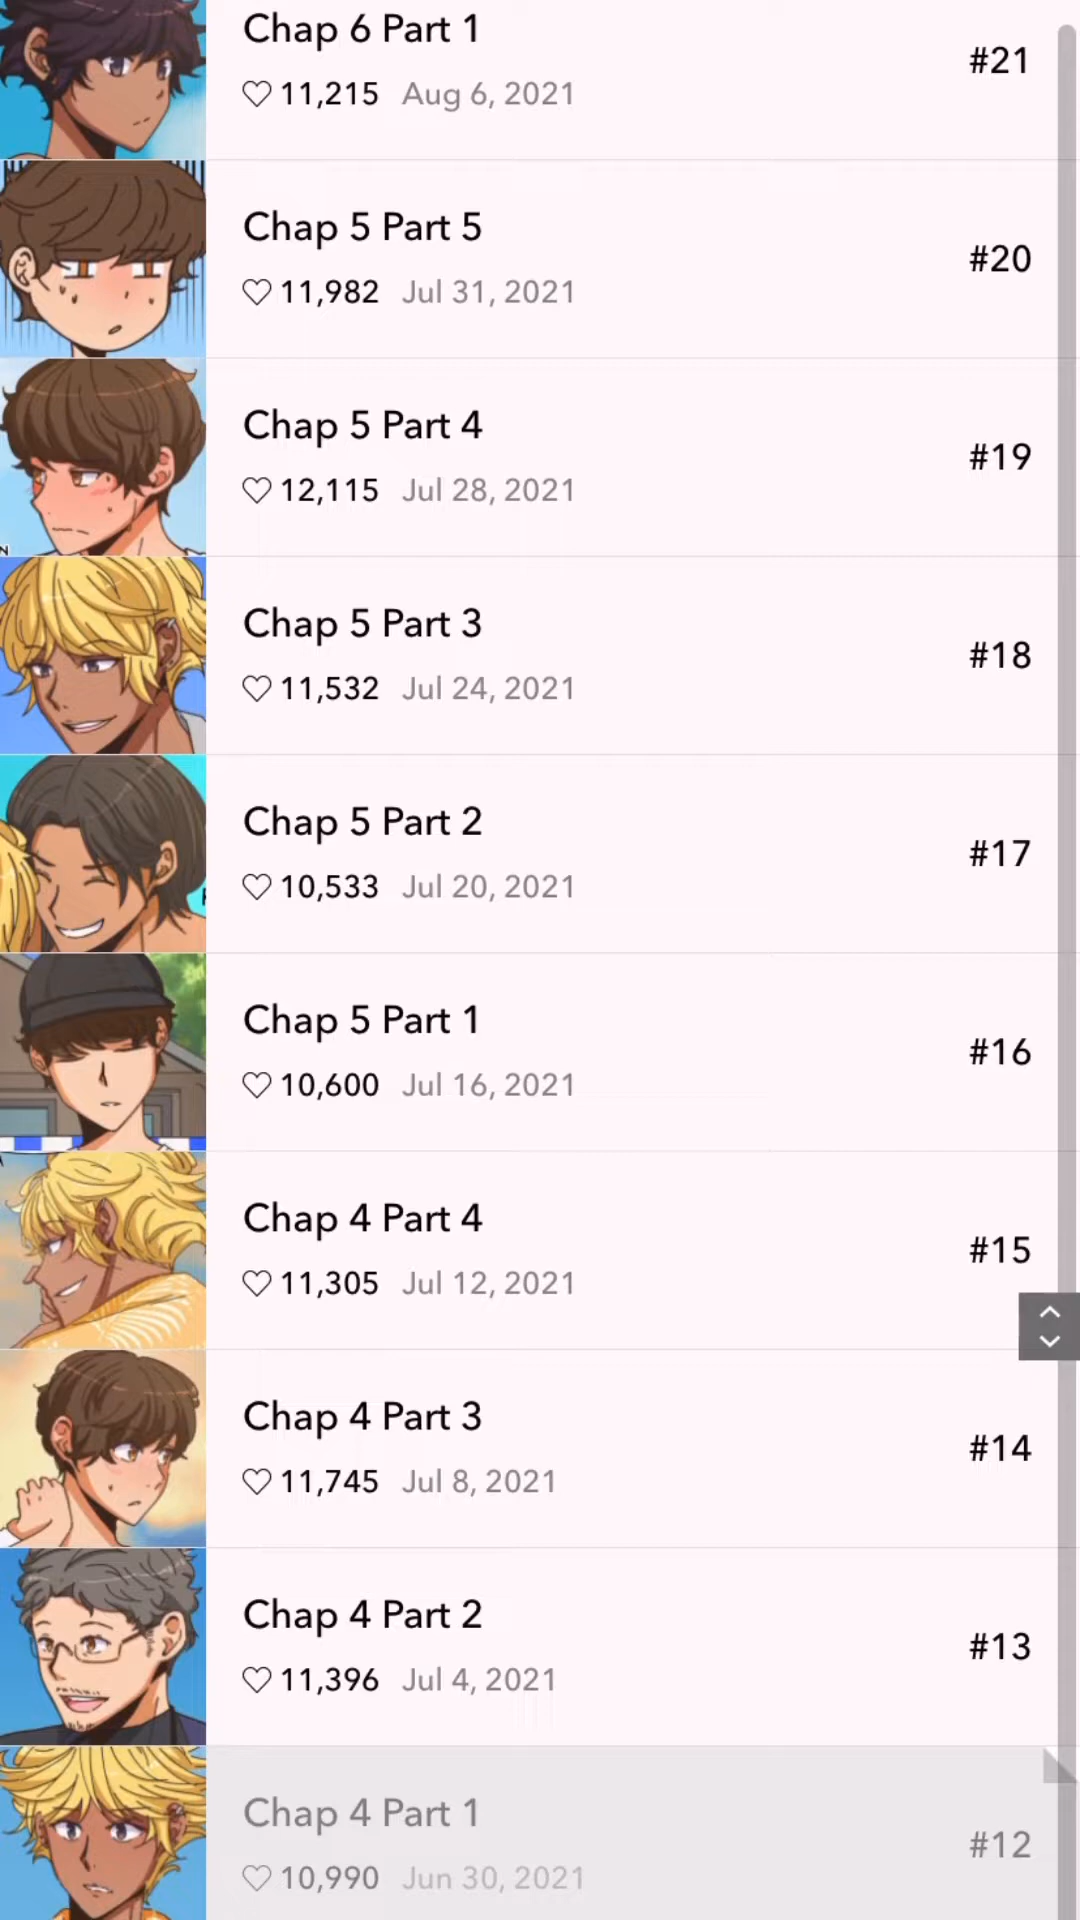 Chap 6 Part 1
11,215 Aug 6, 2021
#21
Chap 5 Part 5
11,982 Jul 31, 2021
#20
Chap 5 Part 4
12,115 Jul 28, 2021
#19
Chap 5 Part 3
11,532 Jul 24, 2021
#18
Chap 5 Part 2
10,533 Jul 20, 2021
#17
Chap 5 Part 1
10,600 Jul 16, 2021
#16
Chap 4 Part 4
11,305 Jul 12, 2021
#15
Chap 4 Part 3
11,745 Jul 8, 2021
#14
Chap 4 Part 2
11,396 Jul 4, 2021
#13
Chap 4 Part 1
10,990 Jun 30, 2021
#12